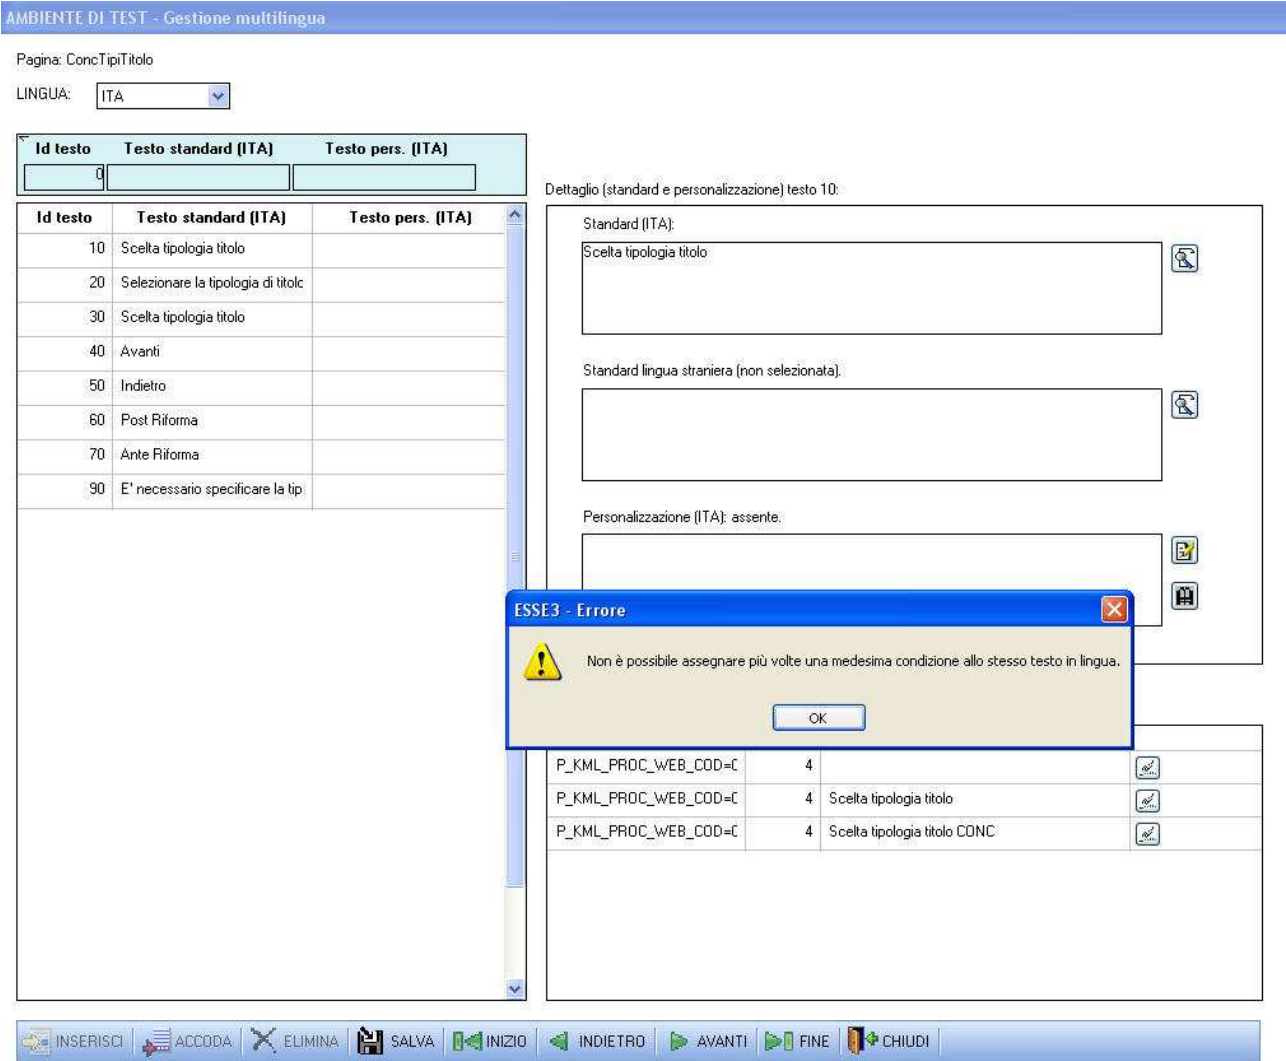 AMBIENTE DI TEST - Gestione multilingua
Pagina: ConcTipiTitolo
LINGUA: ITA
Id testo Testo standard (ITA) Testo pers. (ITA)
0
Id testo Testo standard (ITA) Testo pers. (ITA)
10 Scelta tipologia titolo
20 Selezionare la tipologia di titolo
30 Scelta tipologia titolo
40 Avanti
50 Indietro
60 Post Riforma
70 Ante Riforma
90 E' necessario specificare la tip
Dettaglio (standard e personalizzazione) testo 10:
Standard (ITA):
Scelta tipologia titolo
Standard lingua straniera (non selezionata).
Personalizzazione (ITA): assente.
ESSE3 - Errore
Non è possibile assegnare più volte una medesima condizione allo stesso testo in lingua.
OK
P_KML_PROC_WEB_COD=C 4
P_KML_PROC_WEB_COD=C 4 Scelta tipologia titolo
P_KML_PROC_WEB_COD=C 4 Scelta tipologia titolo CONC
INSERISCI ACCODA ELIMINA SALVA INIZIO INDIETRO AVANTI FINE CHIUDI